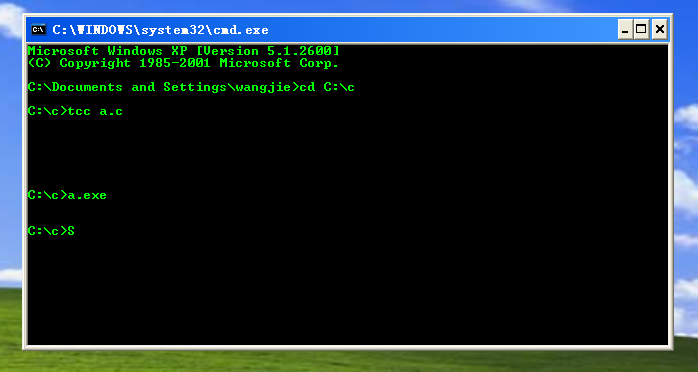 C:\WINDOWS\system32\cmd.exe
Microsoft Windows XP [Version 5.1.2600]
(C) Copyright 1985-2001 Microsoft Corp.
C:\Documents and Settings\wangjie>cd C:\c
C:\c>tcc a.c
C:\c>a.exe
C:\c>S